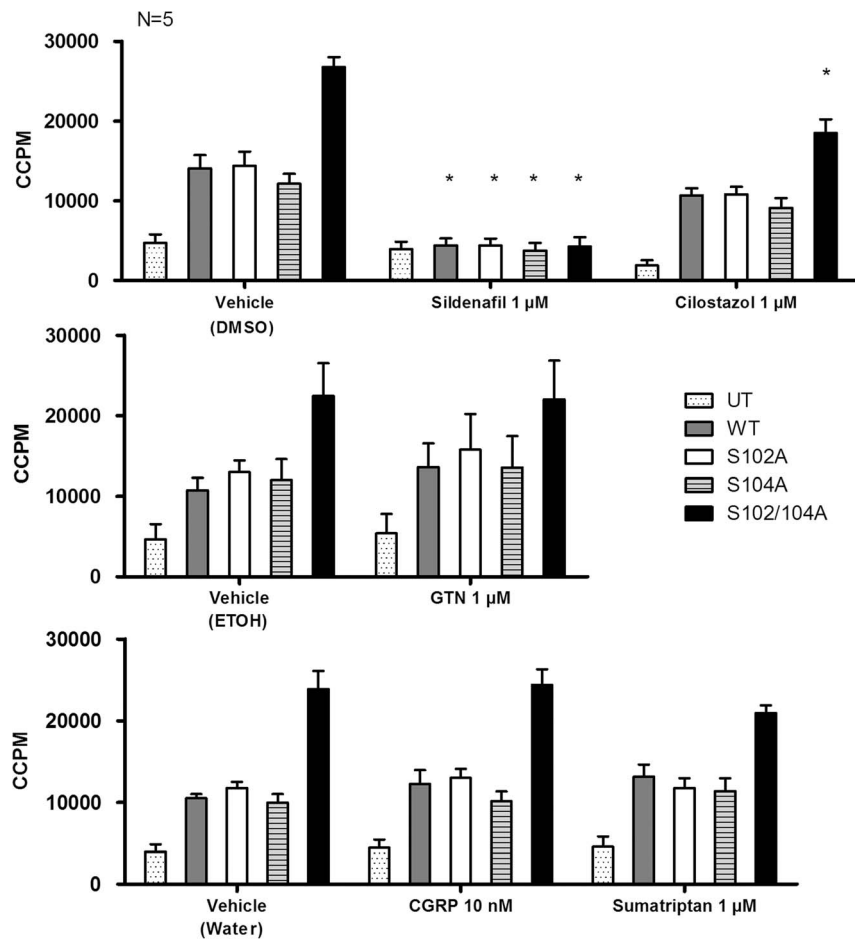 N=5
30000
20000
10000
0
CCPM
* * * * *
Vehicle Sildenafil 1 µM Cilostazol 1 µM
(DMSO)
30000
20000
10000
0
CCPM
Vehicle GTN 1 µM
(ETOH)
UT
WT
S102A
S104A
S102/104A
30000
20000
10000
0
CCPM
Vehicle CGRP 10 nM Sumatriptan 1 µM
(Water)